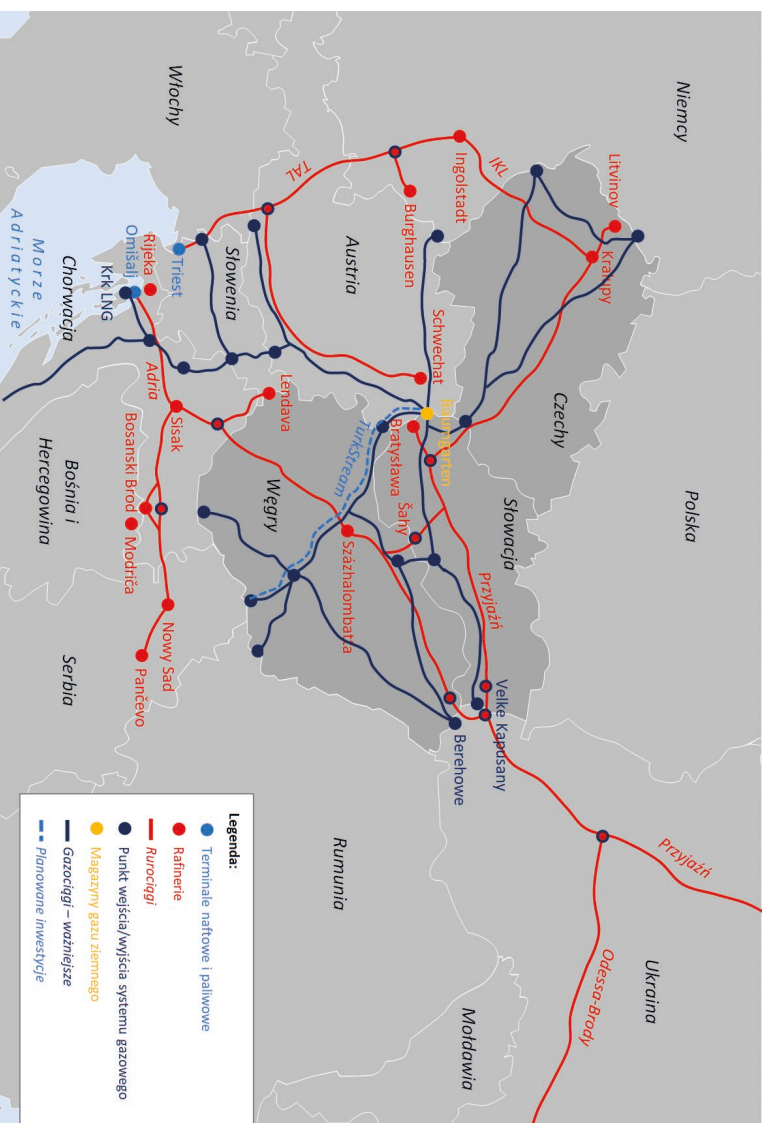 Niemcy
Polska
Ukraina
Mołdawia
Rumunia
Serbia
Bośnia i
Hercegowina
Chorwacja
Morze
Adriatyckie
Włochy
Słowenia
Austria
Węgry
Czechy
Słowacja
Litvinov
Kralupy
IKL
Ingolstadt
Burghausen
TAL
Schwechat
Baumgarten
Bratysława
Šahy
Przyjaźń
Velke Kapusany
Berehowe
Przyjaźń
Odessa-Brody
TurkStream
Százhalombatta
Lendava
Triest
Rijeka
Omišalj
Krk LNG
Adria
Sisak
Bosanski Brod
Modriča
Nowy Sad
Pančevo
Legenda:
Terminale naftowe i paliwowe
Rafinerie
Rurociągi
Punkt wejścia/wyjścia systemu gazowego
Magazyny gazu ziemnego
Gazociągi – ważniejsze
Planowane inwestycje